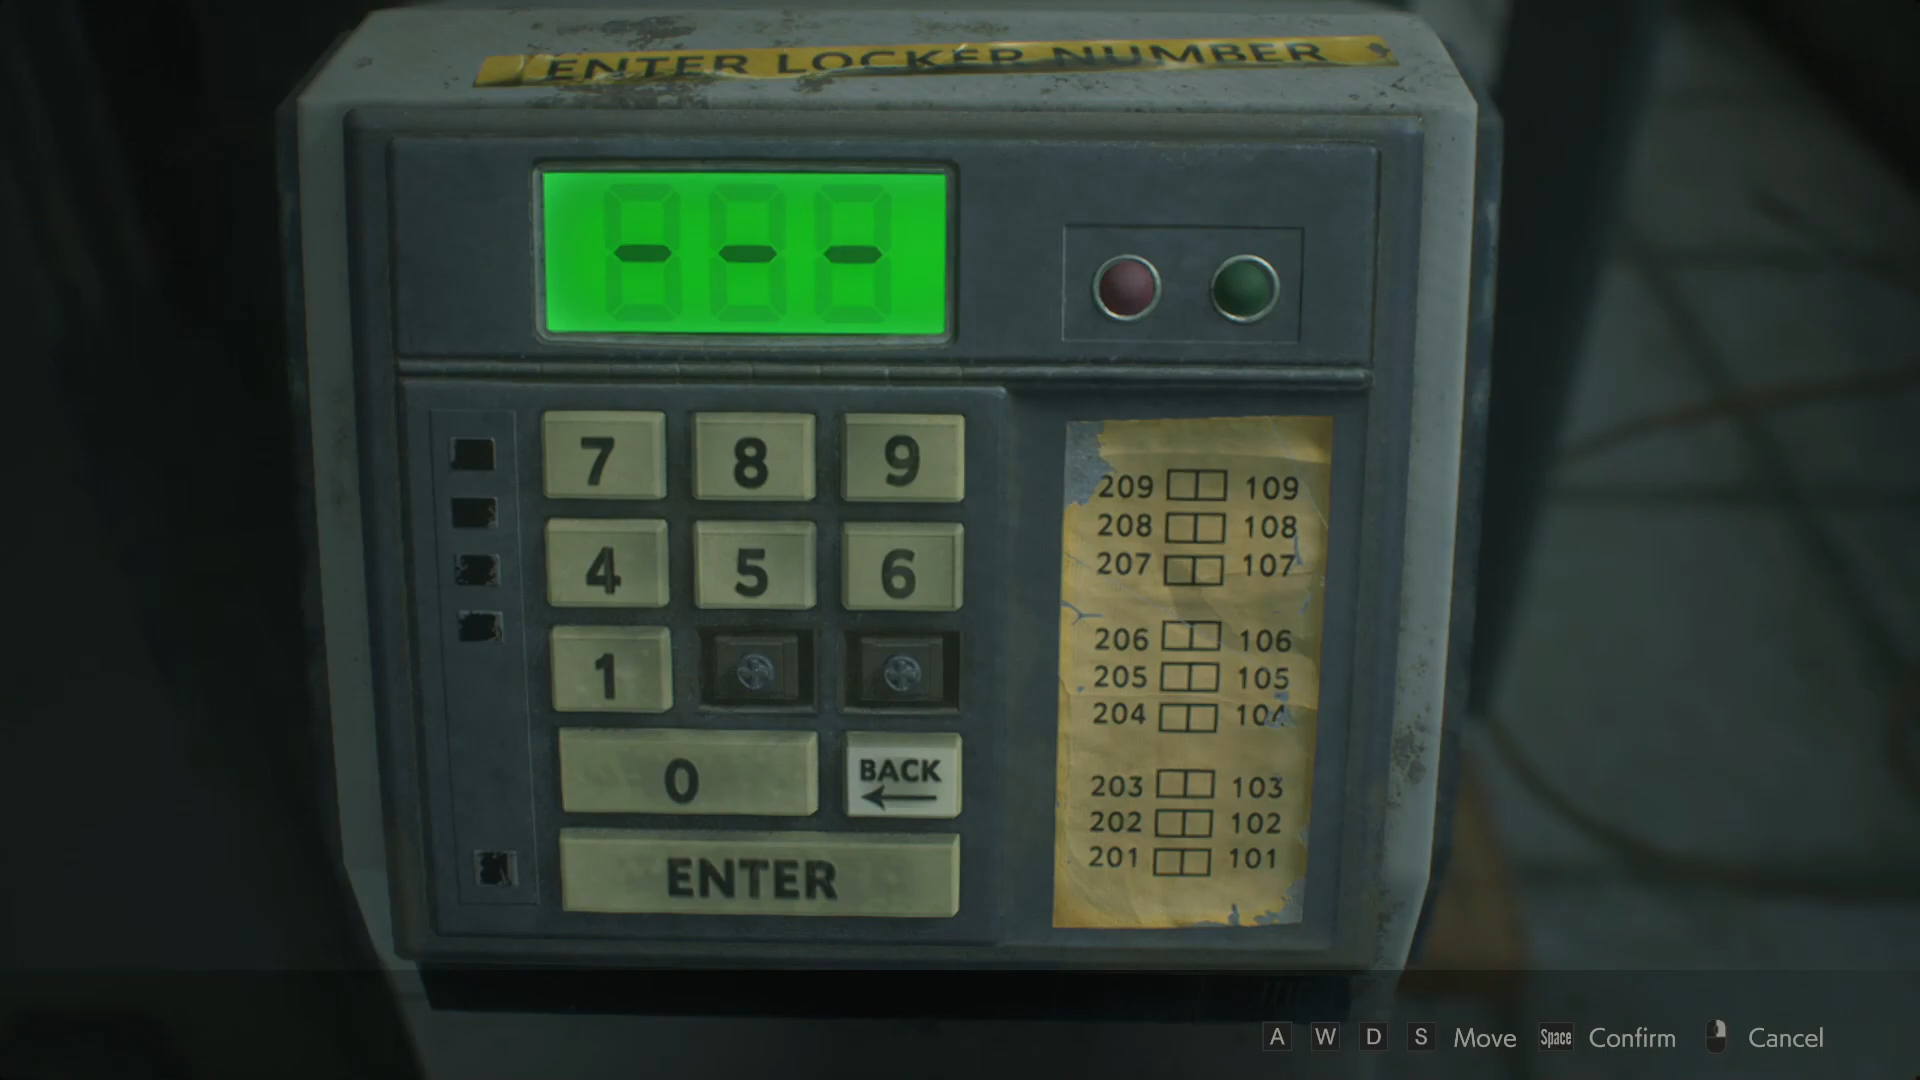 ENTER LOCKER NUMBER
7 8 9
4 5 6
1
0 BACK
ENTER
209 109
208 108
207 107
206 106
205 105
204 104
203 103
202 102
201 101
A W D S Move Space Confirm Cancel